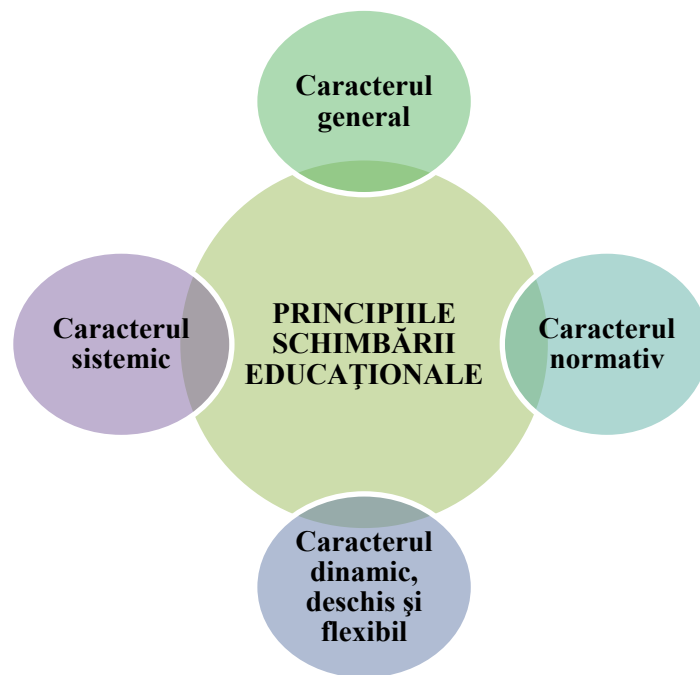 Caracterul
general
Caracterul
sistemic
PRINCIPIILE
SCHIMBĂRII
EDUCAŢIONALE
Caracterul
normativ
Caracterul
dinamic,
deschis şi
flexibil